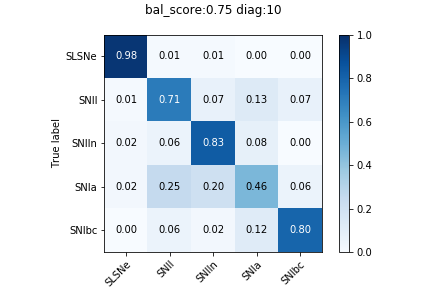 bal_score:0.75 diag:10
SLSNe 0.98 0.01 0.01 0.00 0.00
SNII 0.01 0.71 0.07 0.13 0.07
SNIIn 0.02 0.06 0.83 0.08 0.00
SNIa 0.02 0.25 0.20 0.46 0.06
SNIbc 0.00 0.06 0.02 0.12 0.80
True label
SLSNe SNII SNIIn SNIa SNIbc
1.0
0.8
0.6
0.4
0.2
0.0